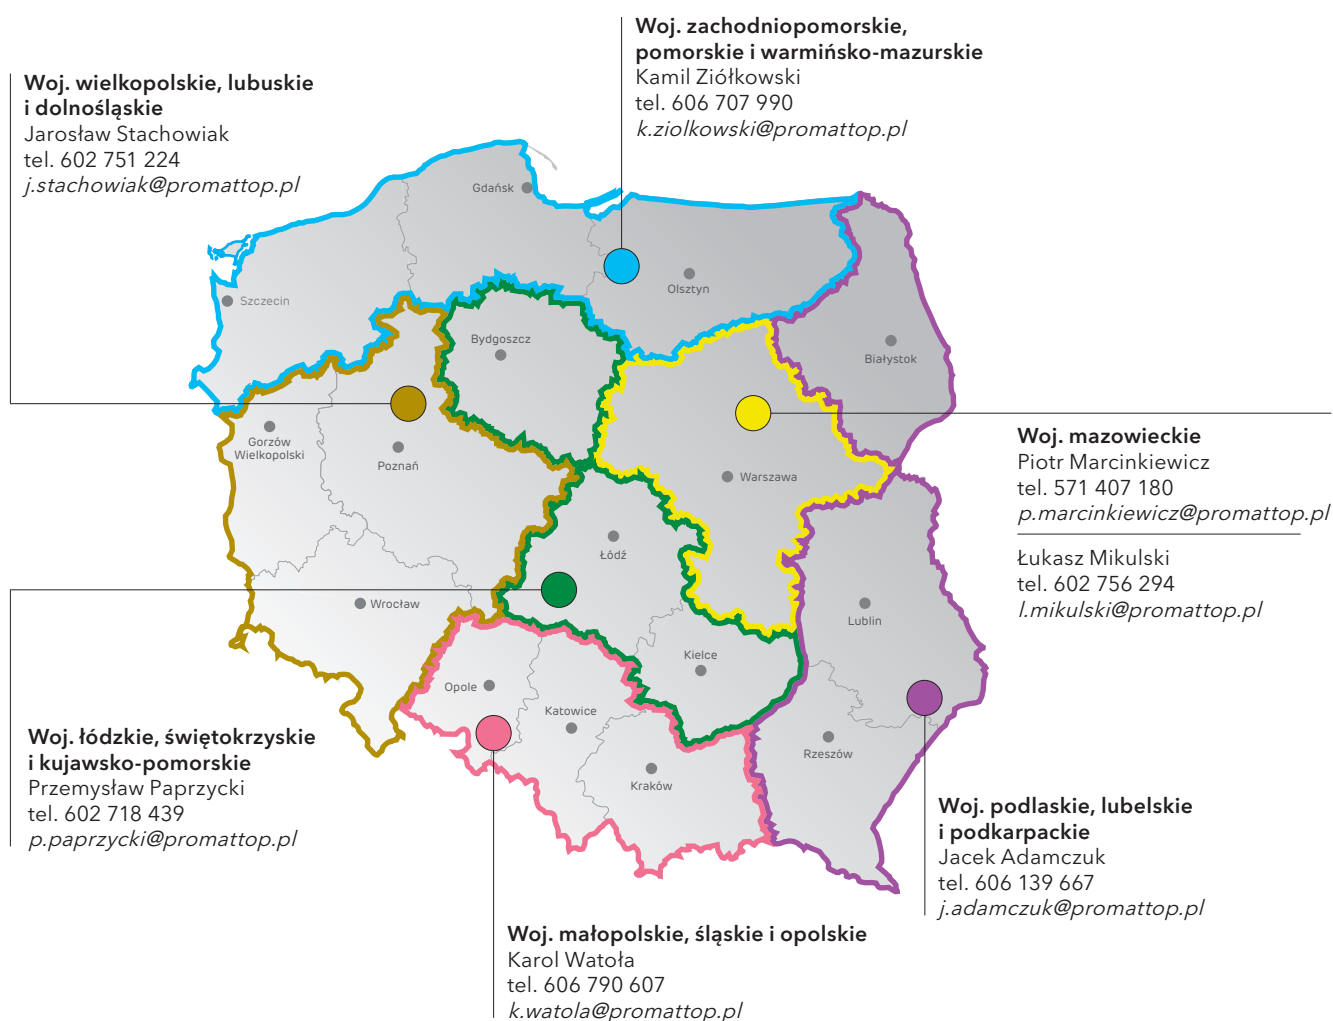 Woj. zachodniopomorskie,
pomorskie i warmińsko-mazurskie
Kamil Ziółkowski
tel. 606 707 990
k.ziolkowski@promattop.pl
Woj. wielkopolskie, lubuskie
i dolnośląskie
Jarosław Stachowiak
tel. 602 751 224
j.stachowiak@promattop.pl
Gdańsk
Olsztyn
Szczecin
Bydgoszcz
Białystok
Gorzów
Wielkopolski
Poznań
Warszawa
Woj. mazowieckie
Piotr Marcinkiewicz
tel. 571 407 180
p.marcinkiewicz@promattop.pl
Łukasz Mikulski
tel. 602 756 294
l.mikulski@promattop.pl
Łódź
Wrocław
Lublin
Kielce
Opole
Katowice
Rzeszów
Kraków
Woj. łódzkie, świętokrzyskie
i kujawsko-pomorskie
Przemysław Paprzycki
tel. 602 718 439
p.paprzycki@promattop.pl
Woj. podlaskie, lubelskie
i podkarpackie
Jacek Adamczuk
tel. 606 139 667
j.adamczuk@promattop.pl
Woj. małopolskie, śląskie i opolskie
Karol Watoła
tel. 606 790 607
k.watola@promattop.pl